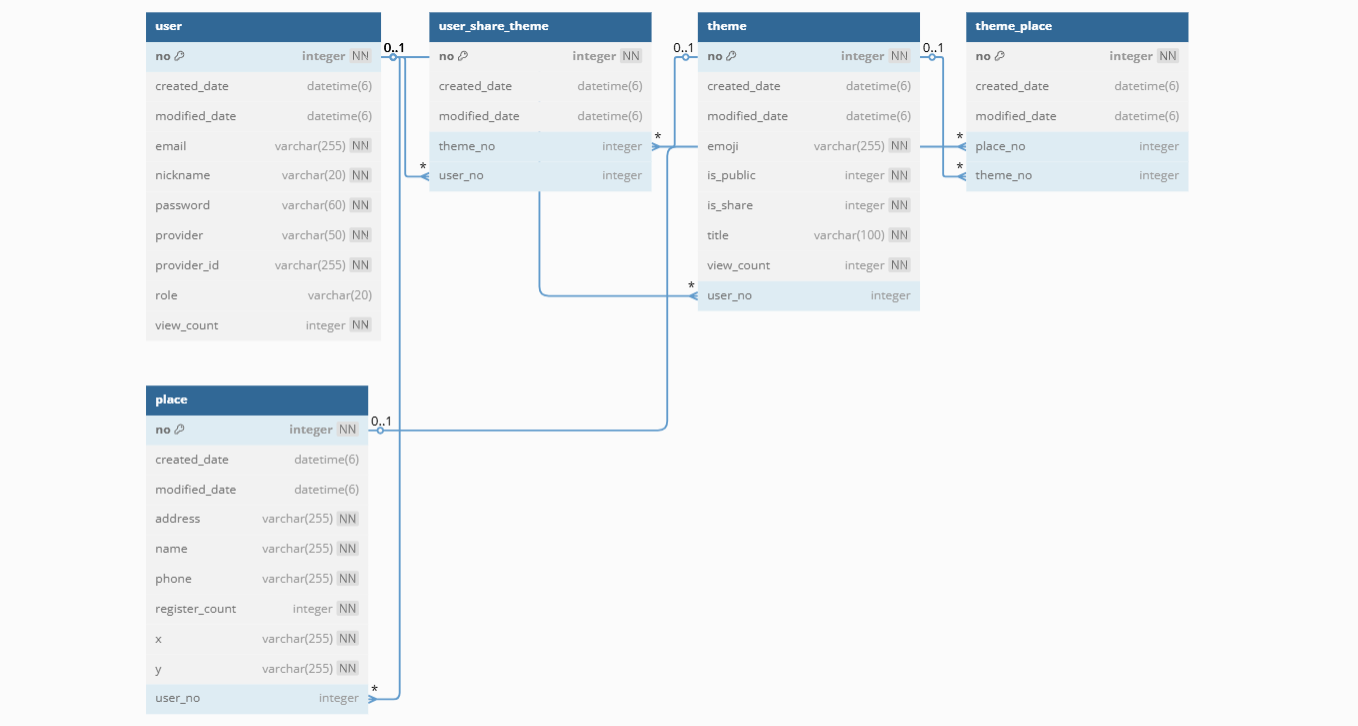 user
no integer NN
created_date datetime(6)
modified_date datetime(6)
email varchar(255) NN
nickname varchar(20) NN
password varchar(60) NN
provider varchar(50) NN
provider_id varchar(255) NN
role varchar(20)
view_count integer NN
0..1
user_share_theme
no integer NN
created_date datetime(6)
modified_date datetime(6)
theme_no integer
*
*
user_no integer
0..1
theme
no integer NN
created_date datetime(6)
modified_date datetime(6)
emoji varchar(255) NN
is_public integer NN
is_share integer NN
title varchar(100) NN
view_count integer NN
*
user_no integer
0..1
theme_place
no integer NN
created_date datetime(6)
modified_date datetime(6)
*
place_no integer
*
theme_no integer
place
no integer NN
0..1
created_date datetime(6)
modified_date datetime(6)
address varchar(255) NN
name varchar(255) NN
phone varchar(255) NN
register_count integer NN
x varchar(255) NN
y varchar(255) NN
user_no integer
*